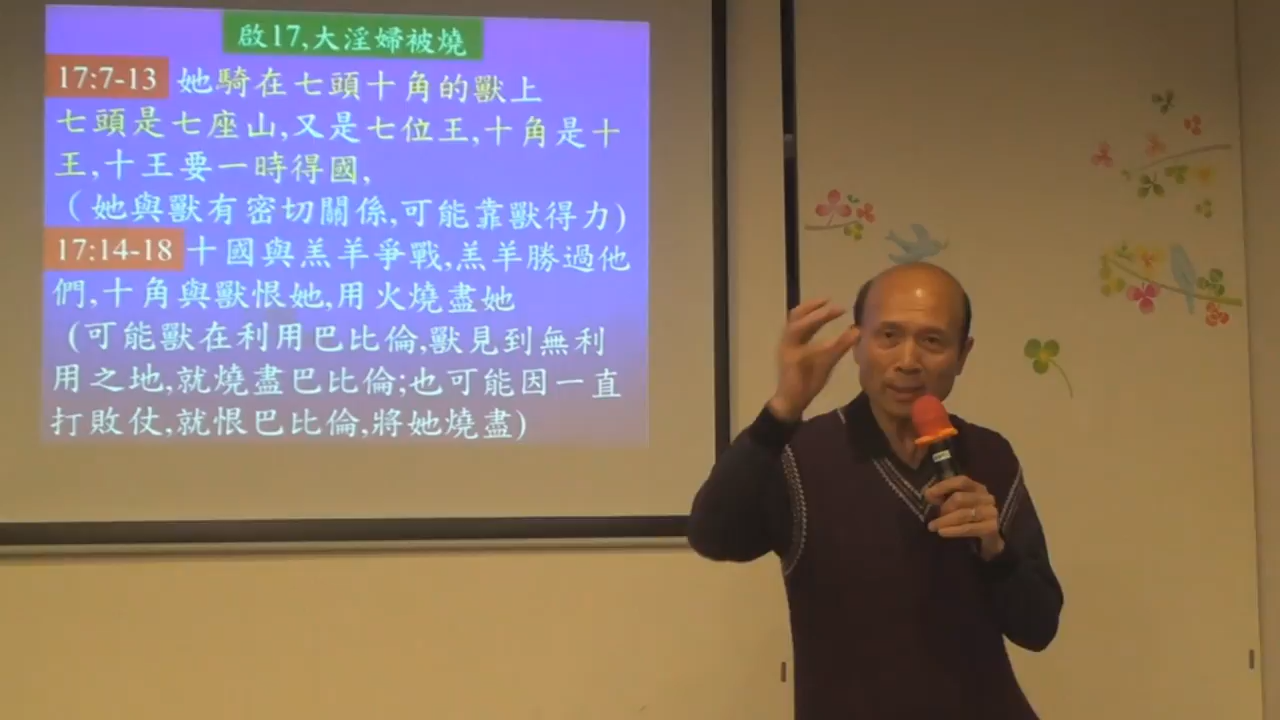 啟17,大淫婦被燒
17:7-13 她騎在七頭十角的獸上
七頭是七座山,又是七位王,十角是十
王,十王要一時得國,
(她與獸有密切關係,可能靠獸得力)
17:14-18 十國與羔羊爭戰,羔羊勝過他
們,十角與獸恨她,用火燒盡她
(可能獸在利用巴比倫,獸見到無利
用之地,就燒盡巴比倫;也可能因一直
打敗仗,就恨巴比倫,將她燒盡)